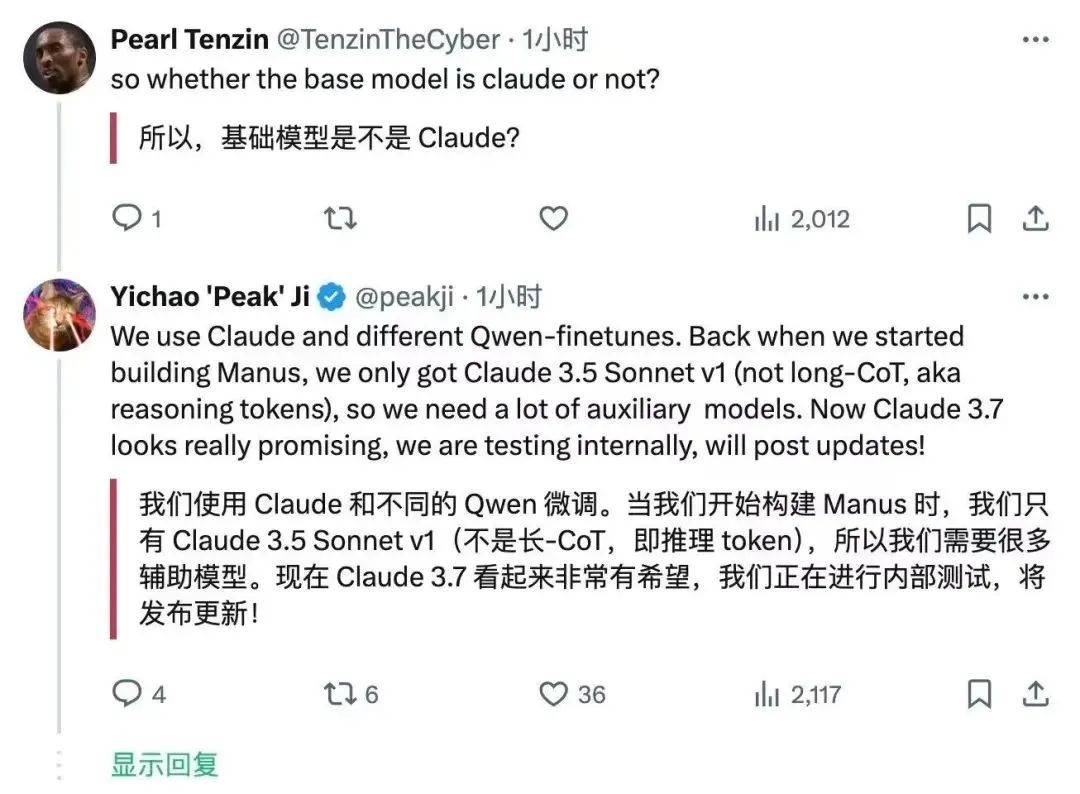 Pearl Tenzin @TenzinTheCyber · 1小时
so whether the base model is claude or not?
所以，基础模型是不是 Claude？
1
2,012
Yichao 'Peak' Ji @peakji · 1小时
We use Claude and different Qwen-finetunes. Back when we started
building Manus, we only got Claude 3.5 Sonnet v1 (not long-CoT, aka
reasoning tokens), so we need a lot of auxiliary  models. Now Claude 3.7
looks really promising, we are testing internally, will post updates!
我们使用 Claude 和不同的 Qwen 微调。当我们开始构建 Manus 时，我们只
有 Claude 3.5 Sonnet v1（不是长-CoT，即推理 token），所以我们需要很多
辅助模型。现在 Claude 3.7 看起来非常有希望，我们正在进行内部测试，将
发布更新！
4 6 36 2,117
显示回复